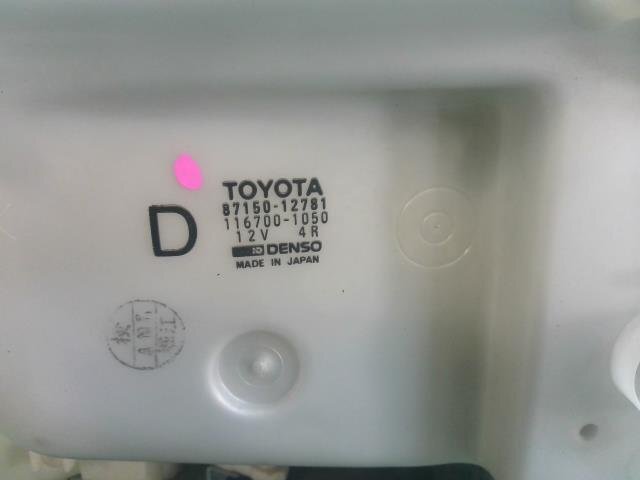 TOYOTA
87150-12781
116700-1050
12V 4R
D
DENSO
MADE IN JAPAN